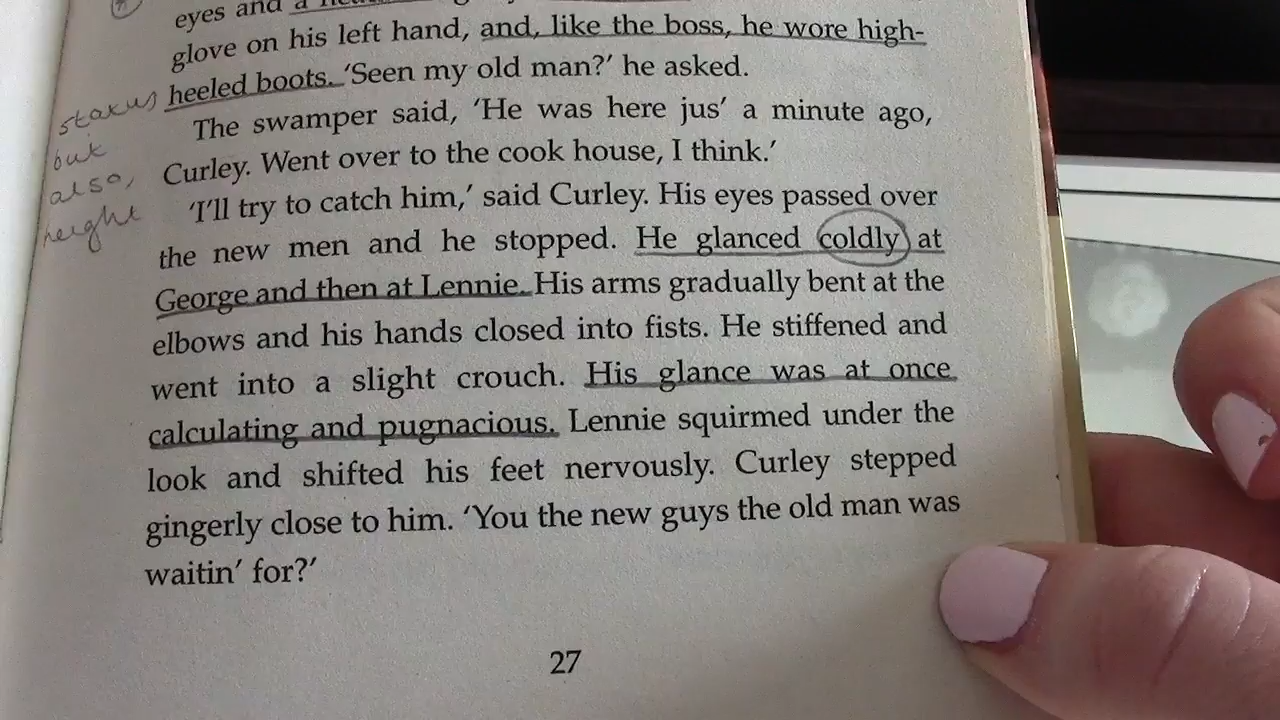 eyes and a
glove on his left hand, and, like the boss, he wore high-
heeled boots. 'Seen my old man?' he asked.
The swamper said, 'He was here jus' a minute ago,
Curley. Went over to the cook house, I think.'
'I'll try to catch him,' said Curley. His eyes passed over
the new men and he stopped. He glanced coldly at
George and then at Lennie. His arms gradually bent at the
elbows and his hands closed into fists. He stiffened and
went into a slight crouch. His glance was at once
calculating and pugnacious. Lennie squirmed under the
look and shifted his feet nervously. Curley stepped
gingerly close to him. 'You the new guys the old man was
waitin' for?'
27
status
but
also,
height